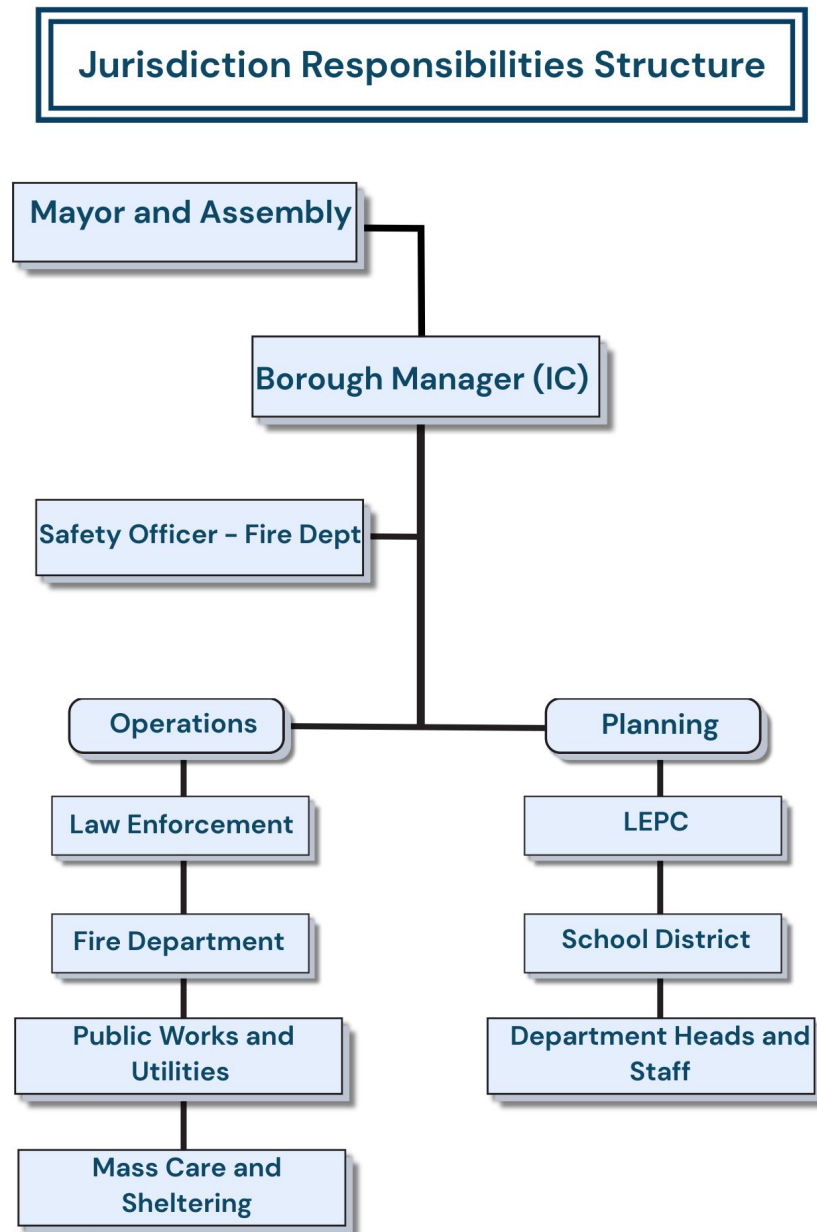 Jurisdiction Responsibilities Structure
Mayor and Assembly
Borough Manager (IC)
Safety Officer - Fire Dept
Operations
Law Enforcement
Fire Department
Public Works and
Utilities
Mass Care and
Sheltering
Planning
LEPC
School District
Department Heads and
Staff